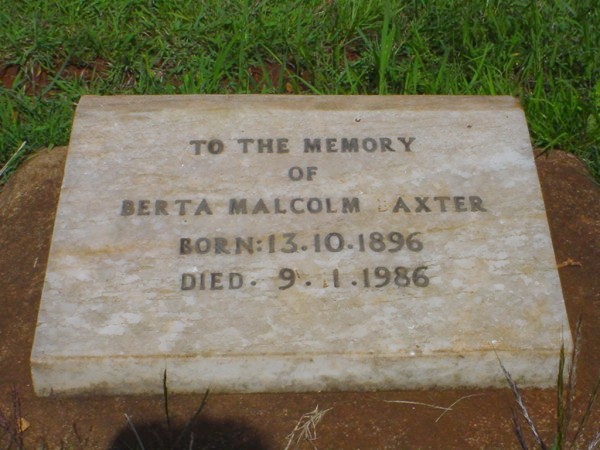 TO THE MEMORY
OF
BERTA MALCOLM AXTER
BORN: 13.10.1896
DIED. 9. 1.1986